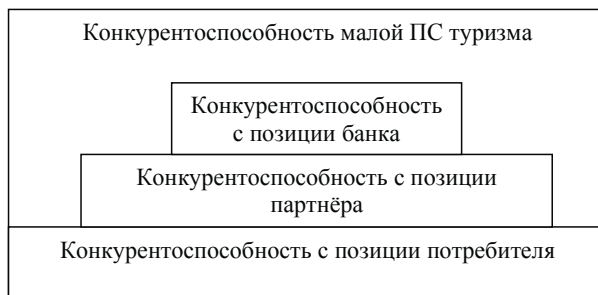 Конкурентоспособность малой ПС туризма
Конкурентоспособность
с позиции банка
Конкурентоспособность с позиции
партнёра
Конкурентоспособность с позиции потребителя